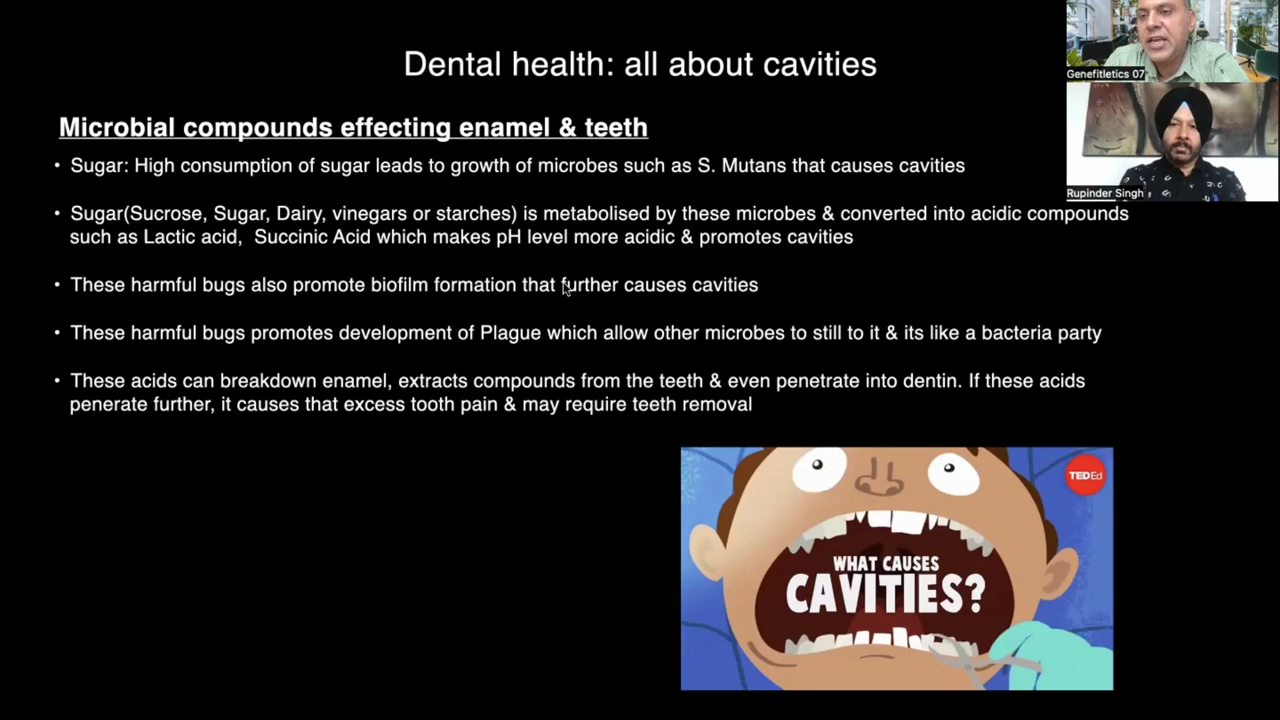 Dental health: all about cavities
Genefitletics 07
Rupinder Singh
Microbial compounds effecting enamel & teeth
• Sugar: High consumption of sugar leads to growth of microbes such as S. Mutans that causes cavities
• Sugar(Sucrose, Sugar, Dairy, vinegars or starches) is metabolised by these microbes & converted into acidic compounds
such as Lactic acid, Succinic Acid which makes pH level more acidic & promotes cavities
• These harmful bugs also promote biofilm formation that further causes cavities
• These harmful bugs promotes development of Plague which allow other microbes to still to it & its like a bacteria party
• These acids can breakdown enamel, extracts compounds from the teeth & even penetrate into dentin. If these acids
penerate further, it causes that excess tooth pain & may require teeth removal
TEDEd
WHAT CAUSES
CAVITIES?